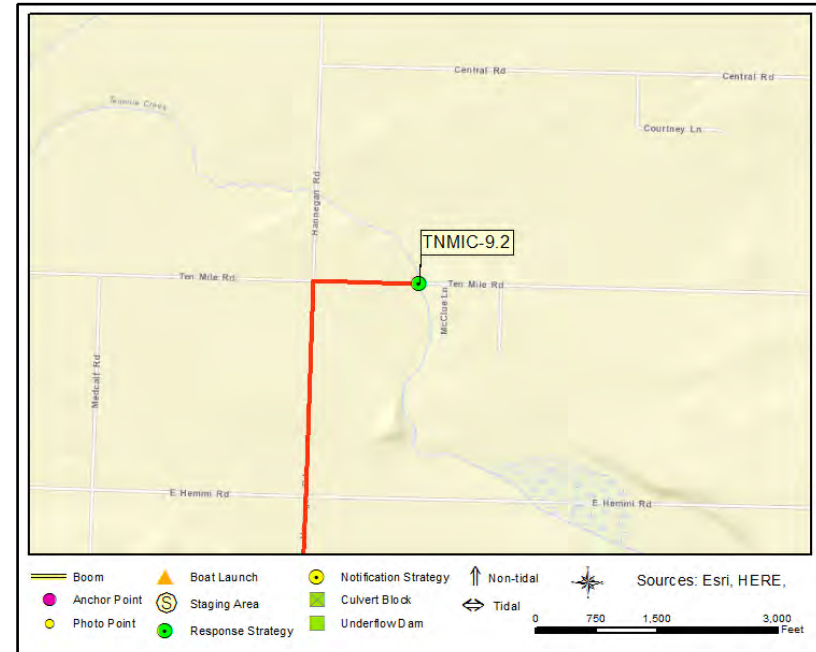 Central Rd
Central Rd
Courtney Ln
Hannegan Rd
TNMIC-9.2
Ten Mile Rd
Ten Mile Rd
McClue Ln
Medcalf Rd
E Hemmi Rd
E Hemmi Rd
Boom
Boat Launch
Notification Strategy
Non-tidal
Sources: Esri, HERE,
Anchor Point
S
Staging Area
Culvert Block
Tidal
Photo Point
Response Strategy
Underflow Dam
0 750 1,500 3,000
Feet